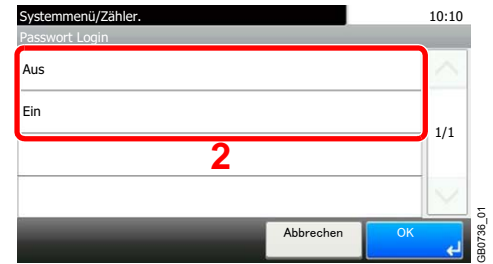 Systemmenü/Zähler. 10:10
Passwort Login
Aus
Ein
1/1
2
Abbrechen OK
GB0736_01